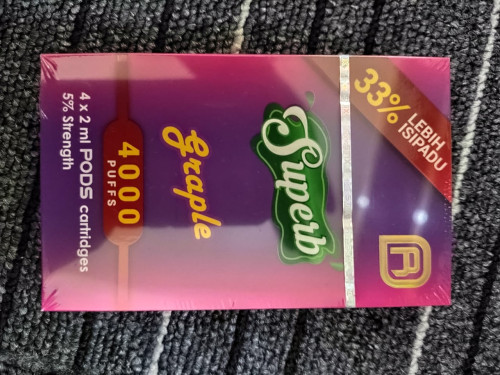 33%
LEBIH
ISIPADU
R
Superb
Graple
4000
PUFFS
4 x 2 ml PODS cartridges
5% Strength